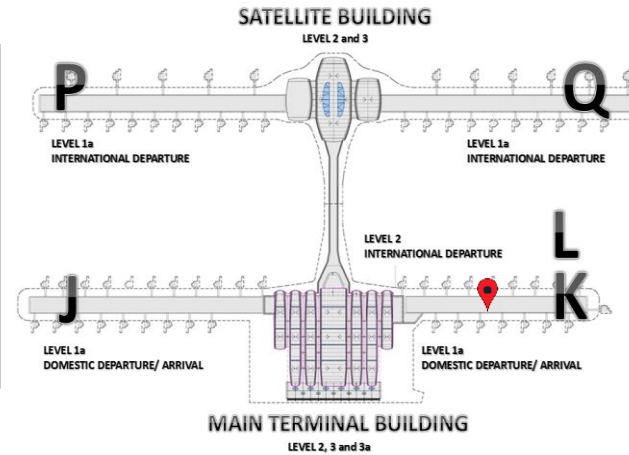 SATELLITE BUILDING
LEVEL 2 and 3
P
Q
LEVEL 1a
INTERNATIONAL DEPARTURE
LEVEL 1a
INTERNATIONAL DEPARTURE
LEVEL 2
INTERNATIONAL DEPARTURE
L
J
K
LEVEL 1a
DOMESTIC DEPARTURE/ ARRIVAL
LEVEL 1a
DOMESTIC DEPARTURE/ ARRIVAL
MAIN TERMINAL BUILDING
LEVEL 2, 3 and 3a